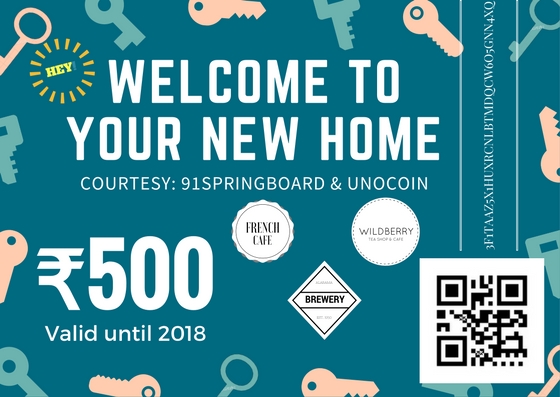 HEY!
WELCOME TO
YOUR NEW HOME
COURTESY: 91SPRINGBOARD & UNOCOIN
FRENCH
CAFE
WILDBERRY
TEA SHOP & CAFE
BREWERY
₹500
Valid until 2018